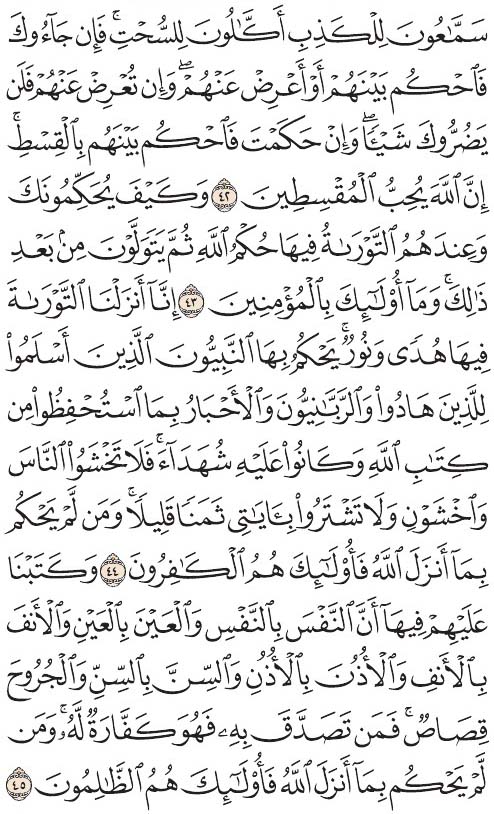 سَمَّٰعُونَ لِلۡكَذِبِ أَكَّٰلُونَ لِلسُّحۡتِۚ فَإِن جَآءُوكَ
فَٱحۡكُم بَيۡنَهُمۡ أَوۡ أَعۡرِضۡ عَنۡهُمۡۖ وَإِن تُعۡرِضۡ عَنۡهُمۡ فَلَن
يَضُرُّوكَ شَيۡـٔٗاۖ وَإِنۡ حَكَمۡتَ فَٱحۡكُم بَيۡنَهُم بِٱلۡقِسۡطِۚ
إِنَّ ٱللَّهَ يُحِبُّ ٱلۡمُقۡسِطِينَ ٤٢ وَكَيۡفَ يُحَكِّمُونَكَ
وَعِندَهُمُ ٱلتَّوۡرَىٰةُ فِيهَا حُكۡمُ ٱللَّهِ ثُمَّ يَتَوَلَّوۡنَ مِنۢ بَعۡدِ
ذَٰلِكَۚ وَمَآ أُوْلَٰٓئِكَ بِٱلۡمُؤۡمِنِينَ ٤٣ إِنَّآ أَنزَلۡنَا ٱلتَّوۡرَىٰةَ
فِيهَا هُدٗى وَنُورٞۚ يَحۡكُمُ بِهَا ٱلنَّبِيُّونَ ٱلَّذِينَ أَسۡلَمُواْ
لِلَّذِينَ هَادُواْ وَٱلرَّبَّٰنِيُّونَ وَٱلۡأَحۡبَارُ بِمَا ٱسۡتُحۡفِظُواْ مِن
كِتَٰبِ ٱللَّهِ وَكَانُواْ عَلَيۡهِ شُهَدَآءَۚ فَلَا تَخۡشَوُاْ ٱلنَّاسَ
وَٱخۡشَوۡنِ وَلَا تَشۡتَرُواْ بِـَٔايَٰتِي ثَمَنٗا قَلِيلٗاۚ وَمَن لَّمۡ يَحۡكُم
بِمَآ أَنزَلَ ٱللَّهُ فَأُوْلَٰٓئِكَ هُمُ ٱلۡكَٰفِرُونَ ٤٤ وَكَتَبۡنَا
عَلَيۡهِمۡ فِيهَآ أَنَّ ٱلنَّفۡسَ بِٱلنَّفۡسِ وَٱلۡعَيۡنَ بِٱلۡعَيۡنِ وَٱلۡأَنفَ
بِٱلۡأَنفِ وَٱلۡأُذُنَ بِٱلۡأُذُنِ وَٱلسِّنَّ بِٱلسِّنِّ وَٱلۡجُرُوحَ
قِصَاصٞۚ فَمَن تَصَدَّقَ بِهِۦ فَهُوَ كَفَّارَةٞ لَّهُۥۚ وَمَن
لَّمۡ يَحۡكُم بِمَآ أَنزَلَ ٱللَّهُ فَأُوْلَٰٓئِكَ هُمُ ٱلظَّٰلِمُونَ ٤٥